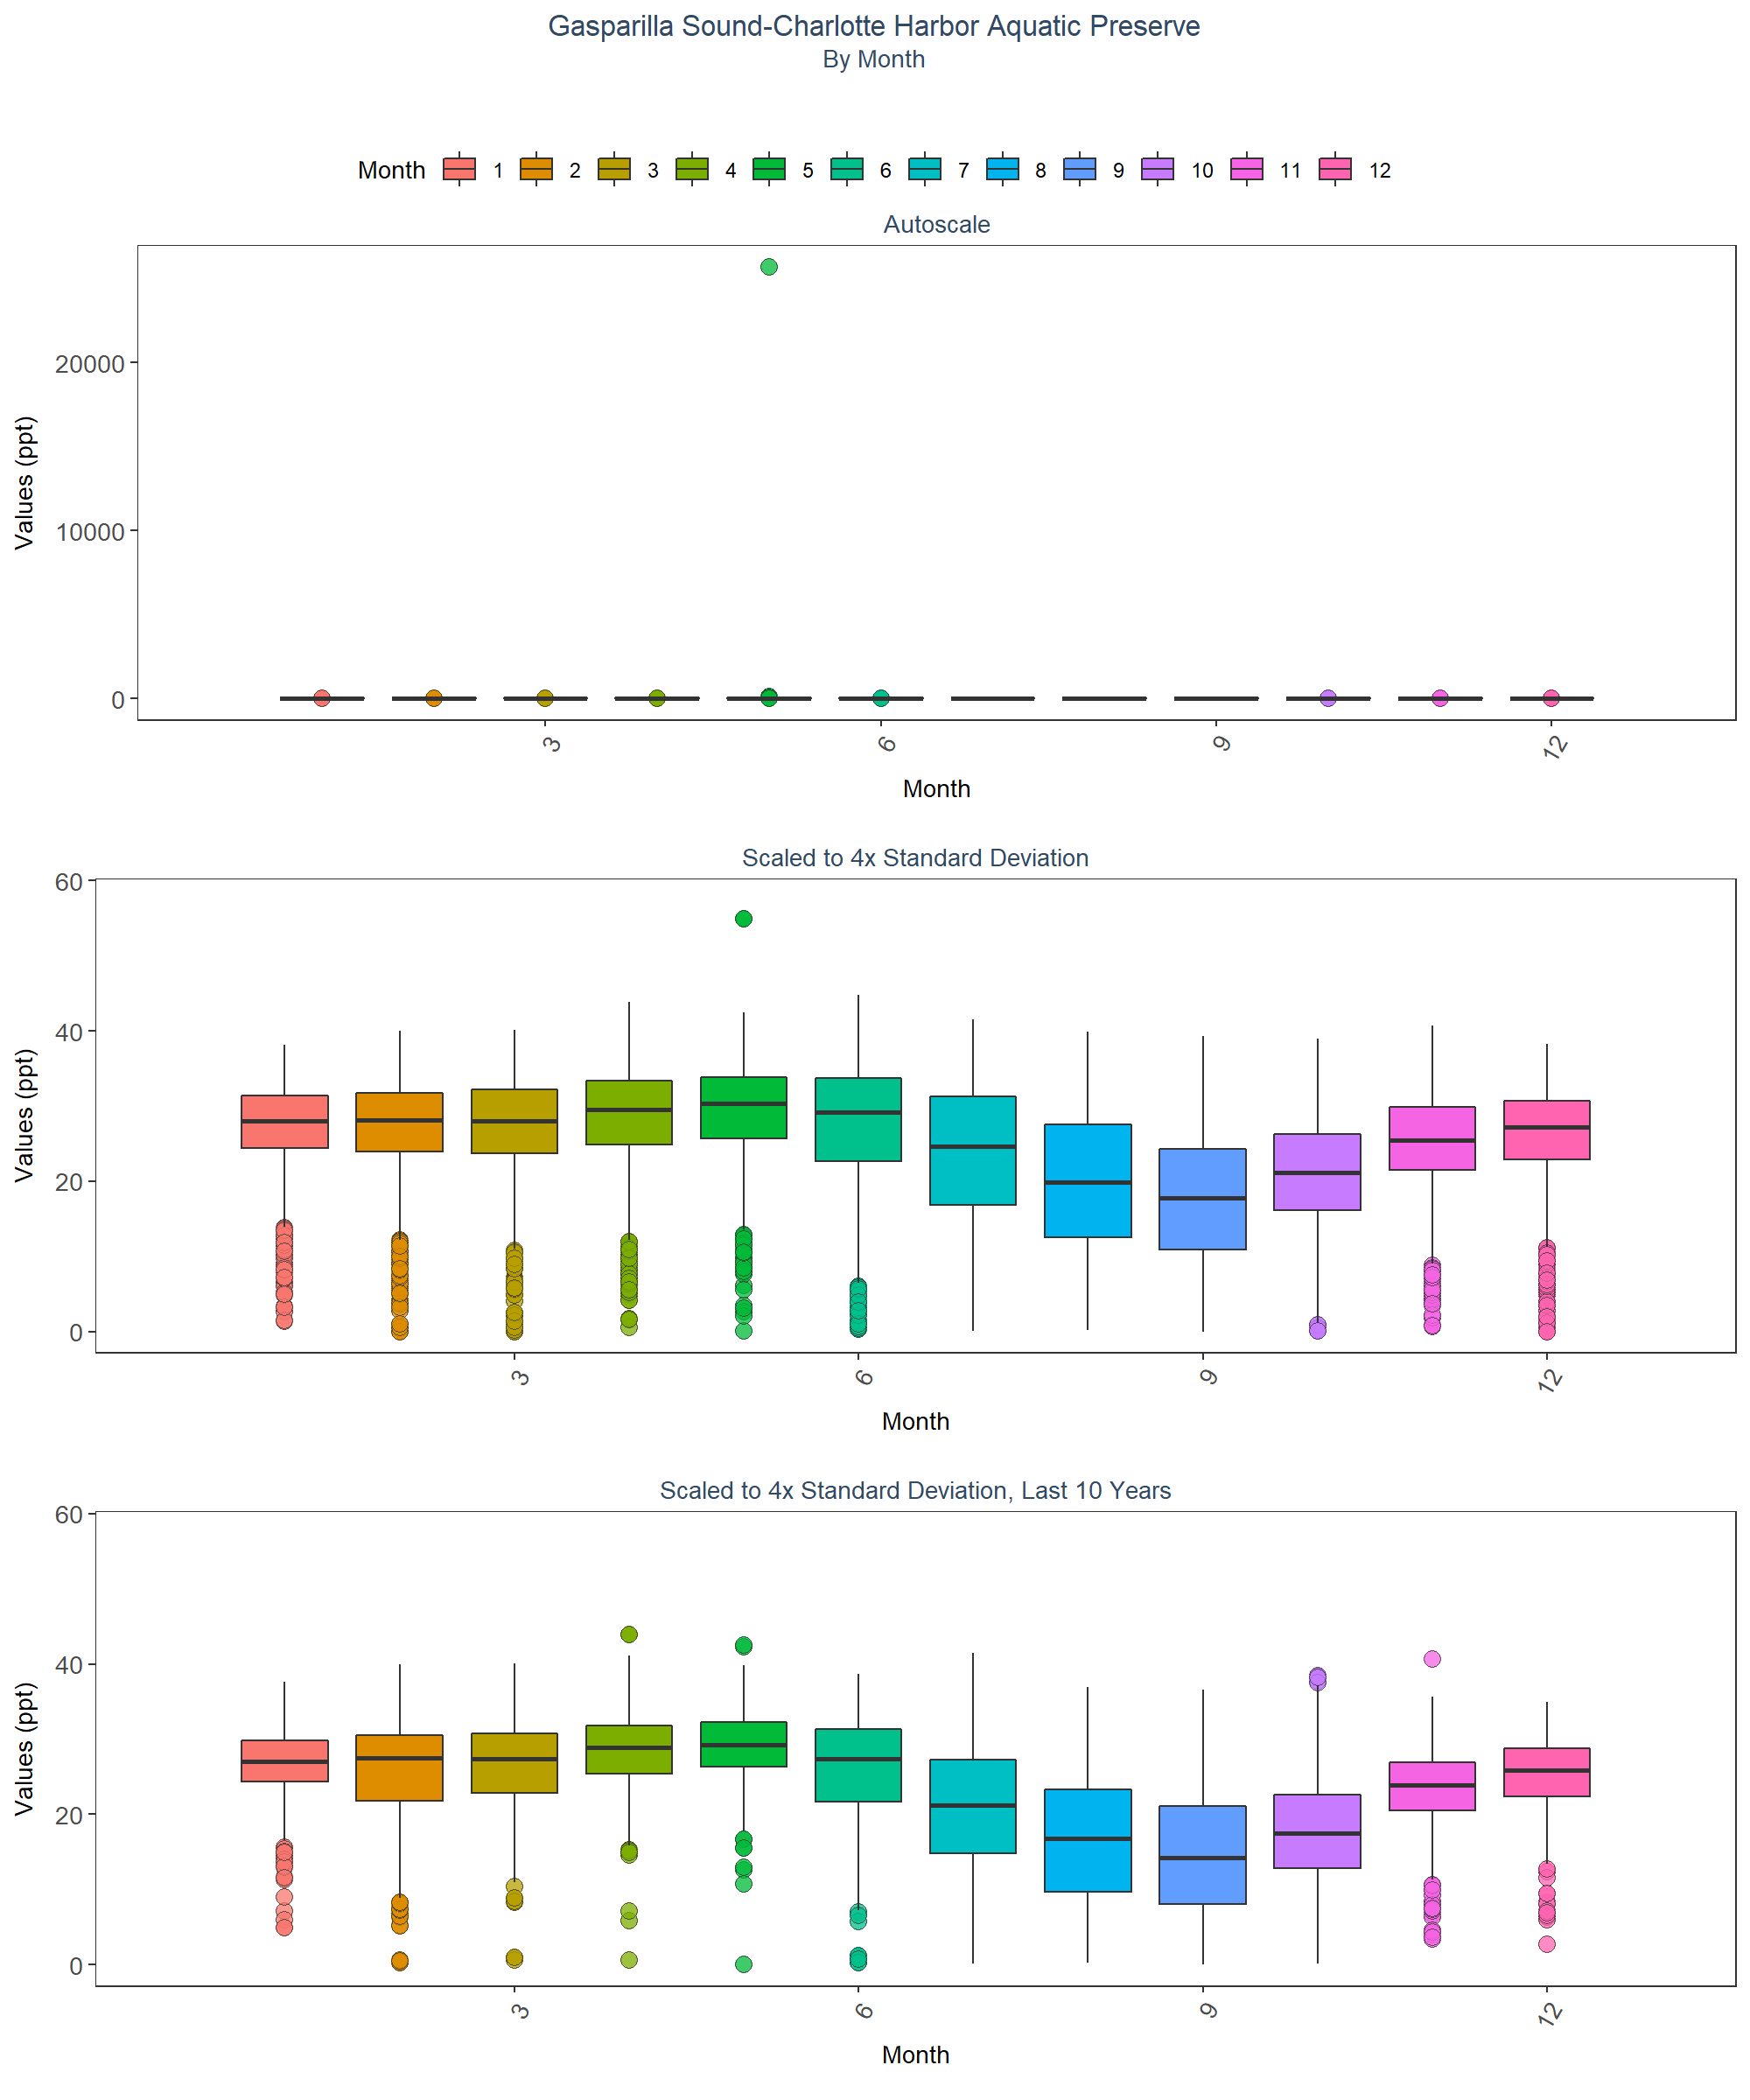 Gasparilla Sound-Charlotte Harbor Aquatic Preserve
By Month
Month 1 2 3 4 5 6 7 8 9 10 11 12
Autoscale
Values (ppt)
20000
10000
0
3 6 9 12
Month
Scaled to 4x Standard Deviation
Values (ppt)
60
40
20
0
3 6 9 12
Month
Scaled to 4x Standard Deviation, Last 10 Years
Values (ppt)
60
40
20
0
3 6 9 12
Month